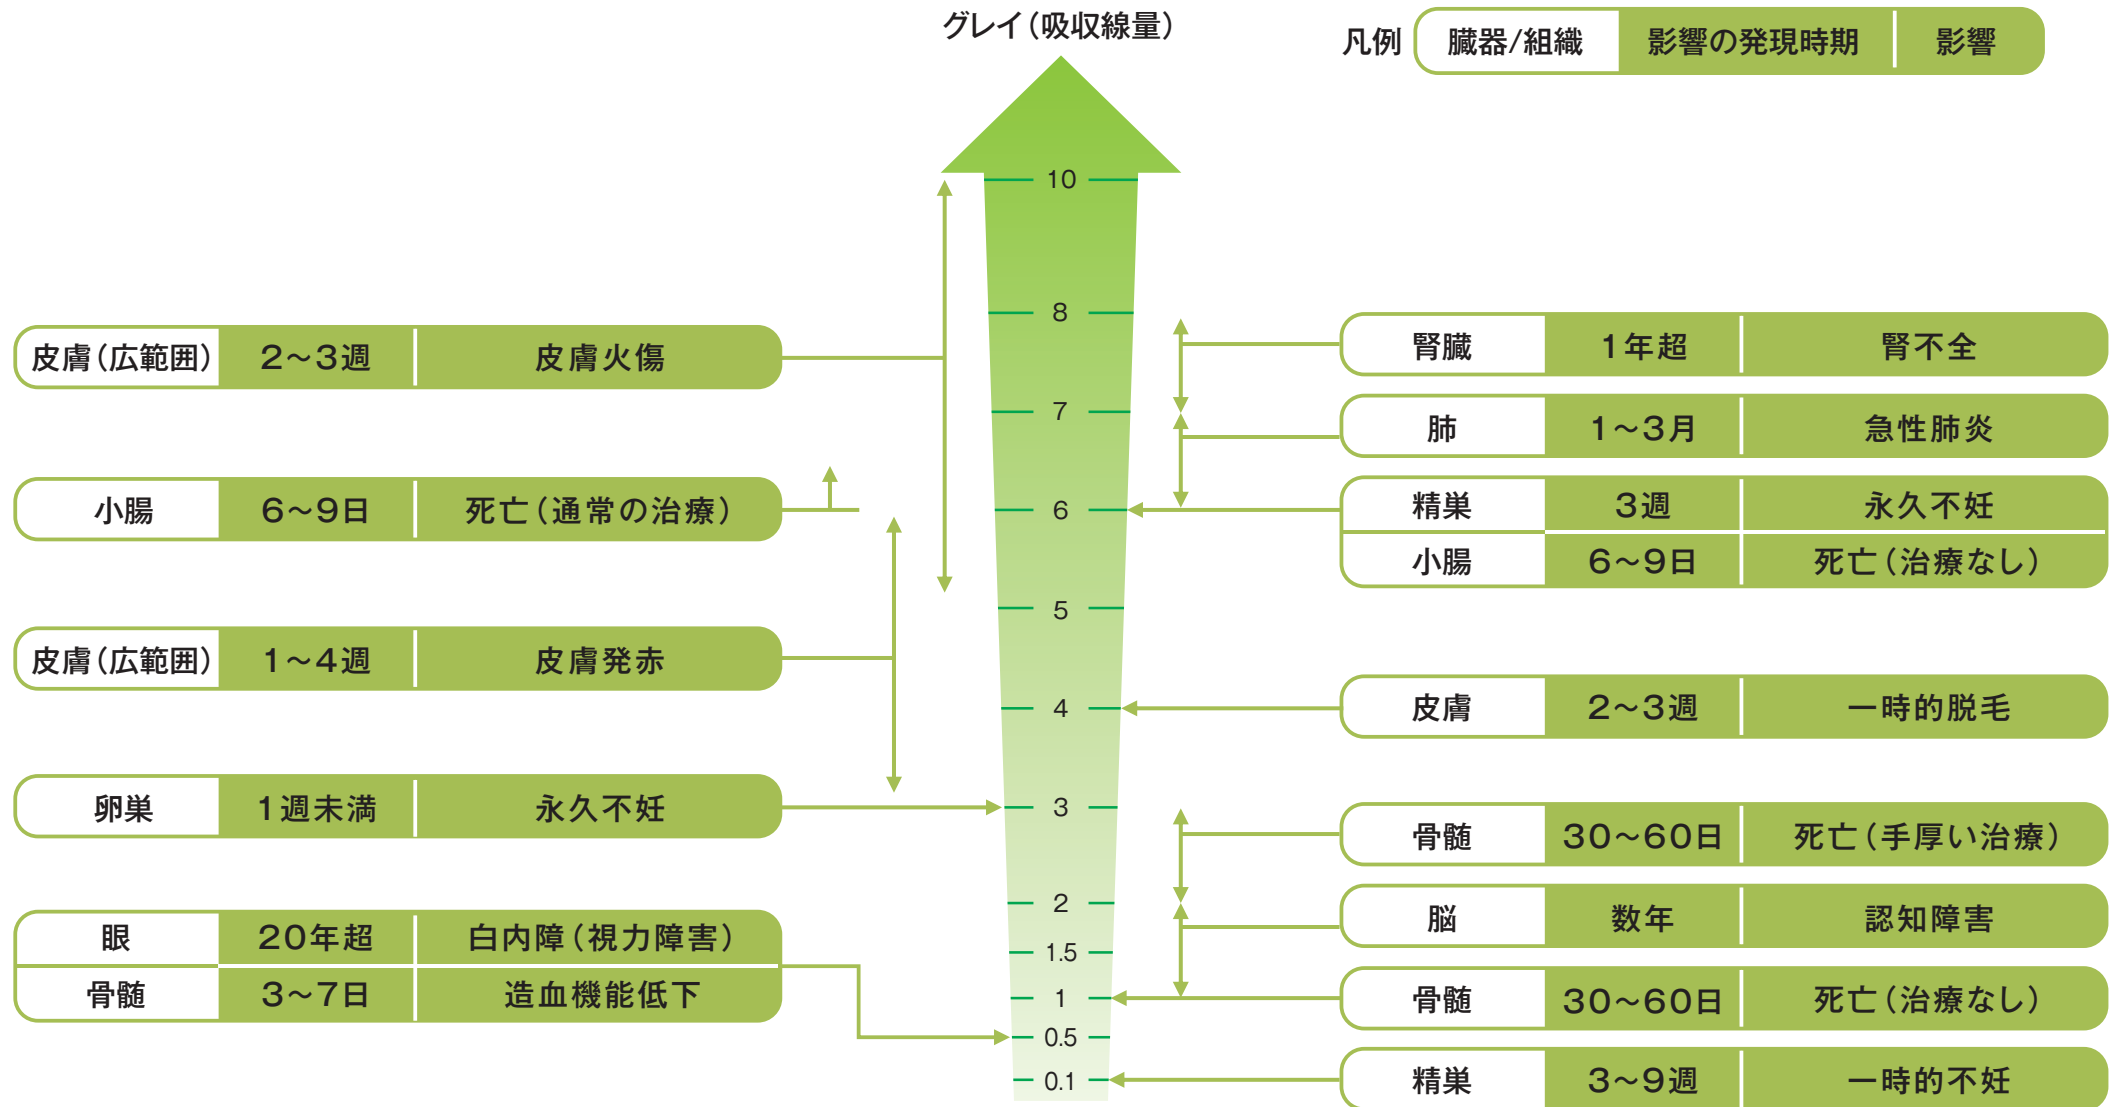 グレイ（吸収線量）
凡例 臓器/組織 影響の発現時期 影響
10
8
7
6
5
4
3
2
1.5
1
0.5
0.1
皮膚（広範囲） 2〜3週 皮膚火傷
小腸 6〜9日 死亡（通常の治療）
皮膚（広範囲） 1〜4週 皮膚発赤
卵巣 1週未満 永久不妊
眼 20年超 白内障（視力障害）
骨髄 3〜7日 造血機能低下
腎臓 1年超 腎不全
肺 1〜3月 急性肺炎
精巣 3週 永久不妊
小腸 6〜9日 死亡（治療なし）
皮膚 2〜3週 一時的脱毛
骨髄 30〜60日 死亡（手厚い治療）
脳 数年 認知障害
骨髄 30〜60日 死亡（治療なし）
精巣 3〜9週 一時的不妊